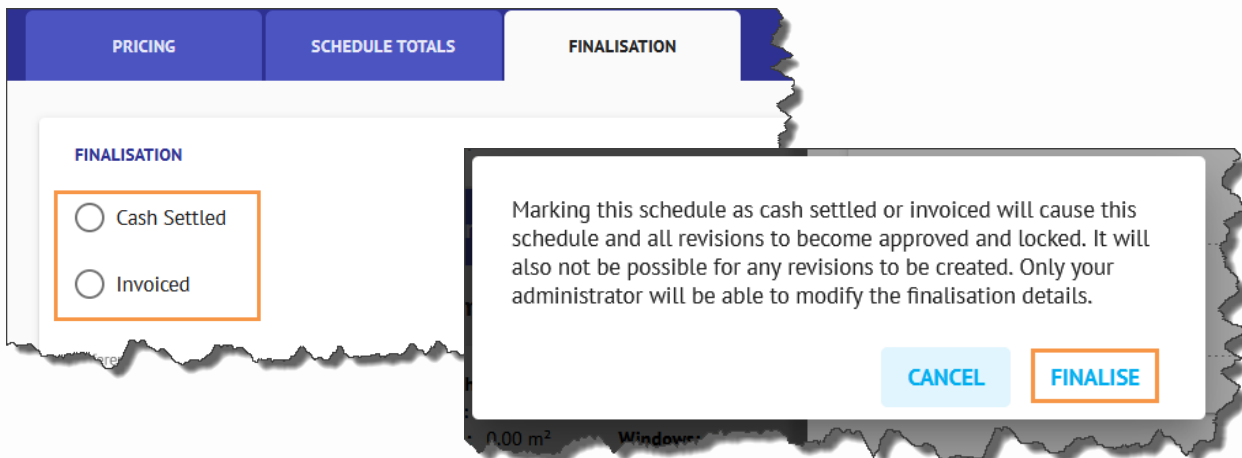 PRICING
SCHEDULE TOTALS
FINALISATION
FINALISATION
Cash Settled
Invoiced
Marking this schedule as cash settled or invoiced will cause this
schedule and all revisions to become approved and locked. It will
also not be possible for any revisions to be created. Only your
administrator will be able to modify the finalisation details.
CANCEL
FINALISE
0.00 m²
Windows: